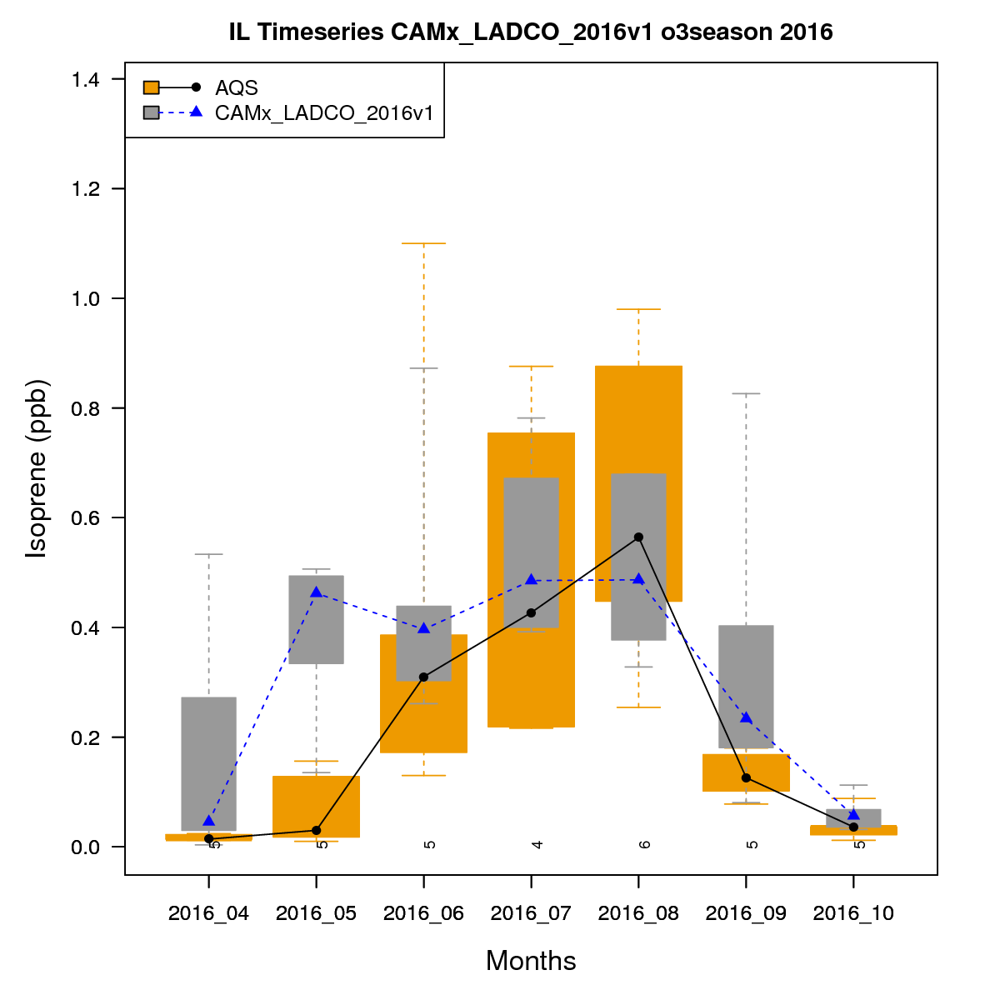 IL Timeseries CAMx_LADCO_2016v1 o3season 2016
AQS
CAMx_LADCO_2016v1
Isoprene (ppb)
1.4
1.2
1.0
0.8
0.6
0.4
0.2
0.0
5 5 5 4 6 5 5
2016_04 2016_05 2016_06 2016_07 2016_08 2016_09 2016_10
Months